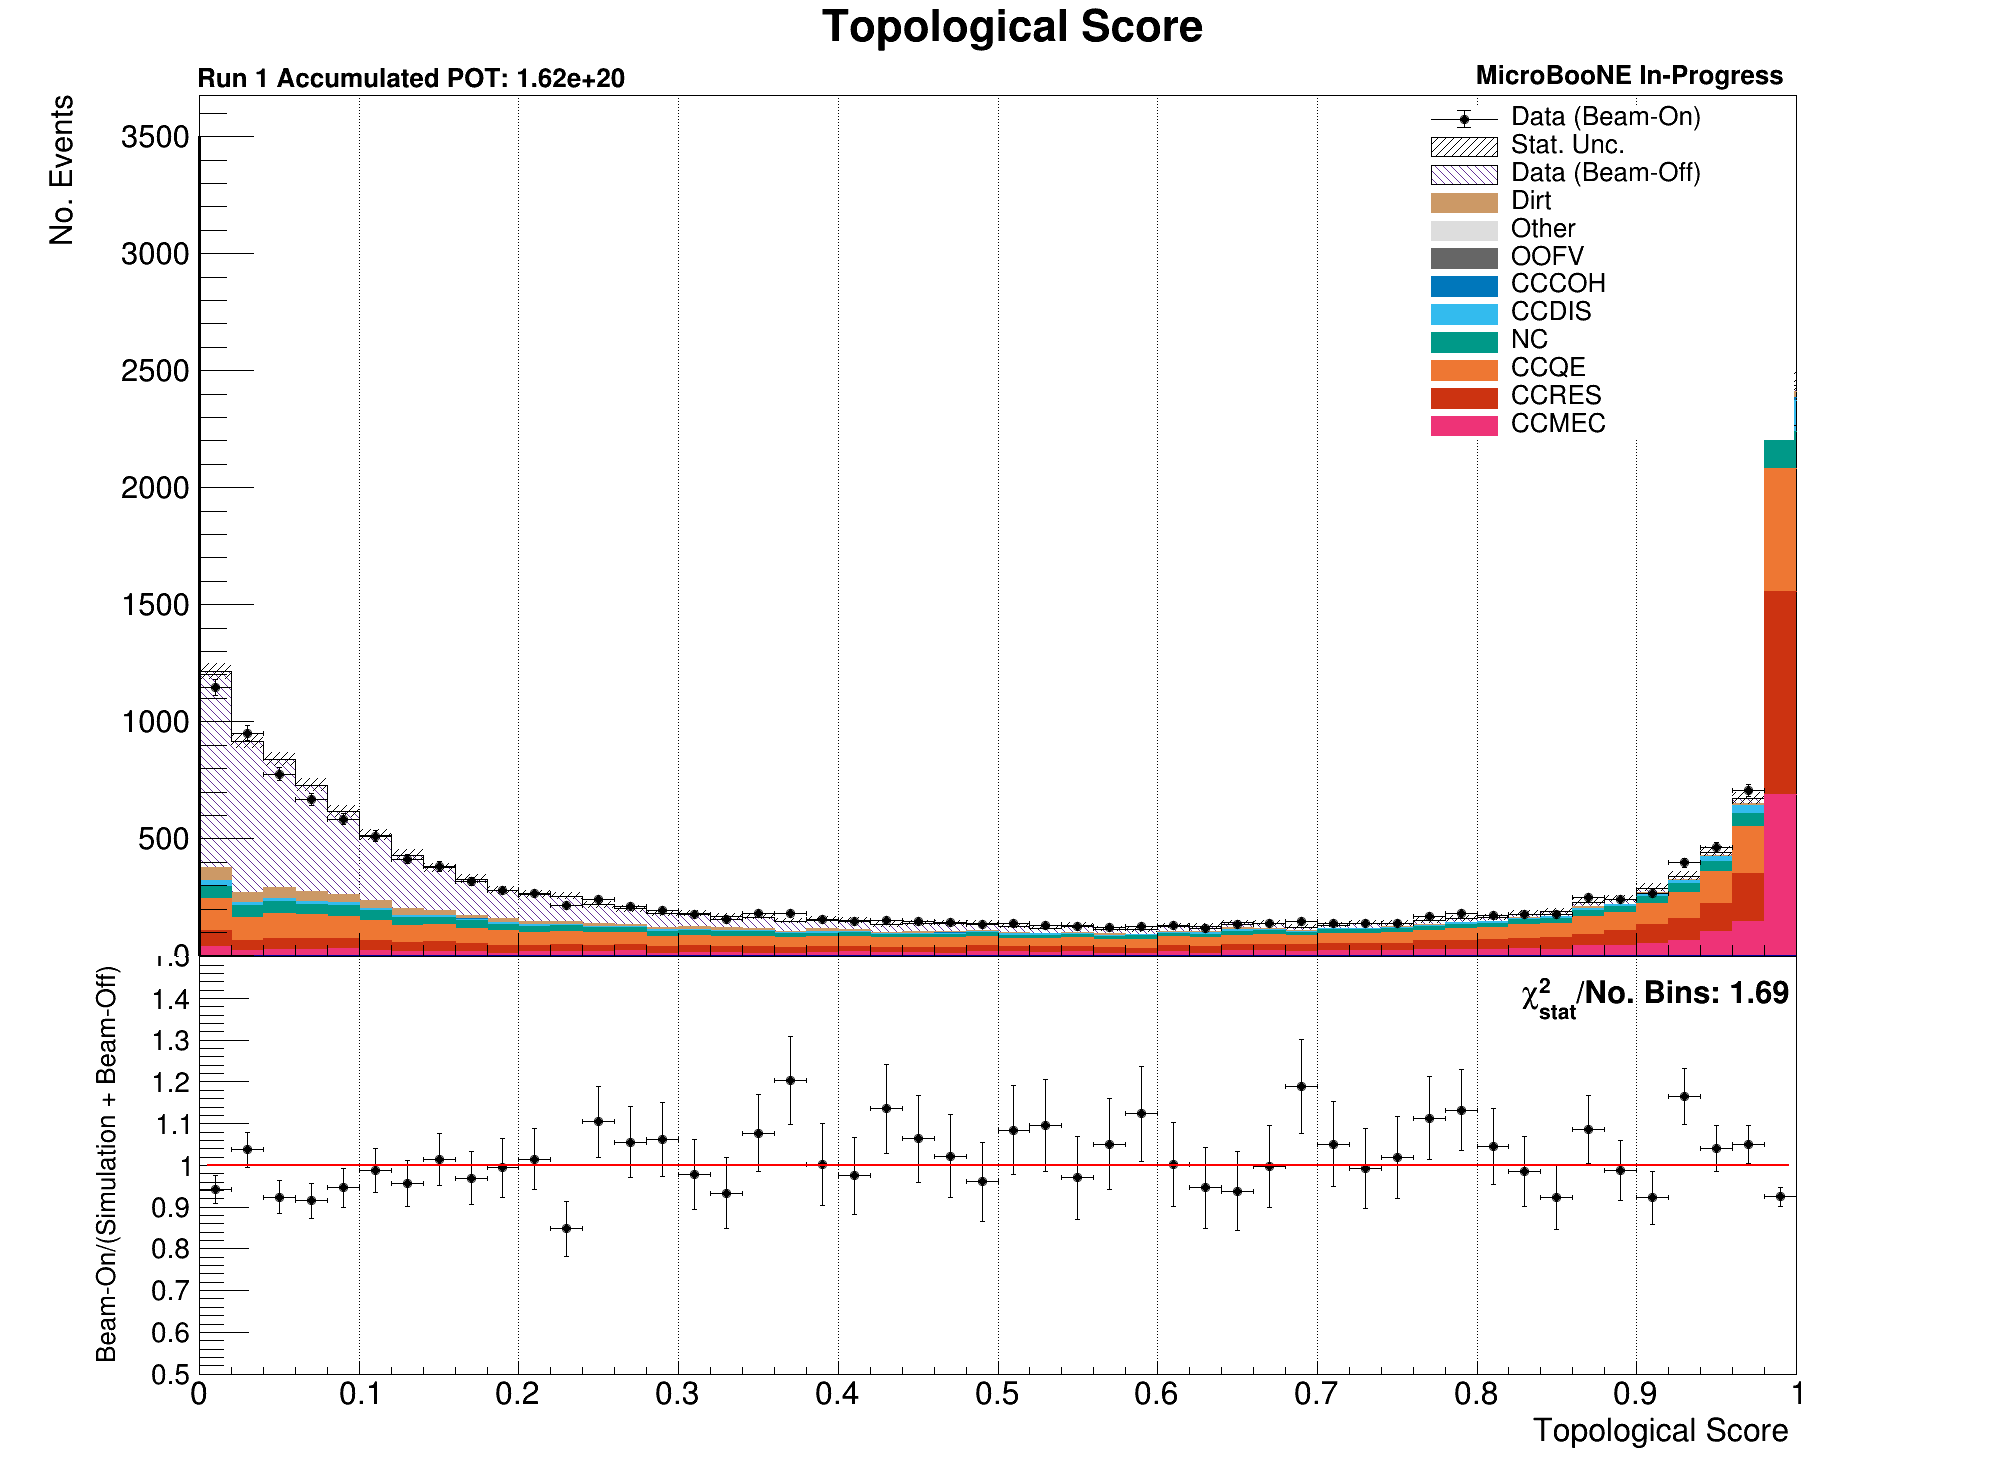 Topological Score
Run 1 Accumulated POT: 1.62e+20
MicroBooNE In-Progress
No. Events
3500
3000
2500
2000
1500
1000
500
0
Data (Beam-On)
Stat. Unc.
Data (Beam-Off)
Dirt
Other
OOFV
CCCOH
CCDIS
NC
CCQE
CCRES
CCMEC
Beam-On/(Simulation + Beam-Off)
χ²stat/No. Bins: 1.69
1.4
1.3
1.2
1.1
1
0.9
0.8
0.7
0.6
0.5
0 0.1 0.2 0.3 0.4 0.5 0.6 0.7 0.8 0.9 1
Topological Score